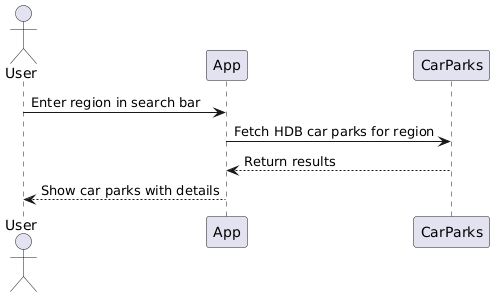 User
App
CarParks
Enter region in search bar
Fetch HDB car parks for region
Return results
Show car parks with details
User
App
CarParks